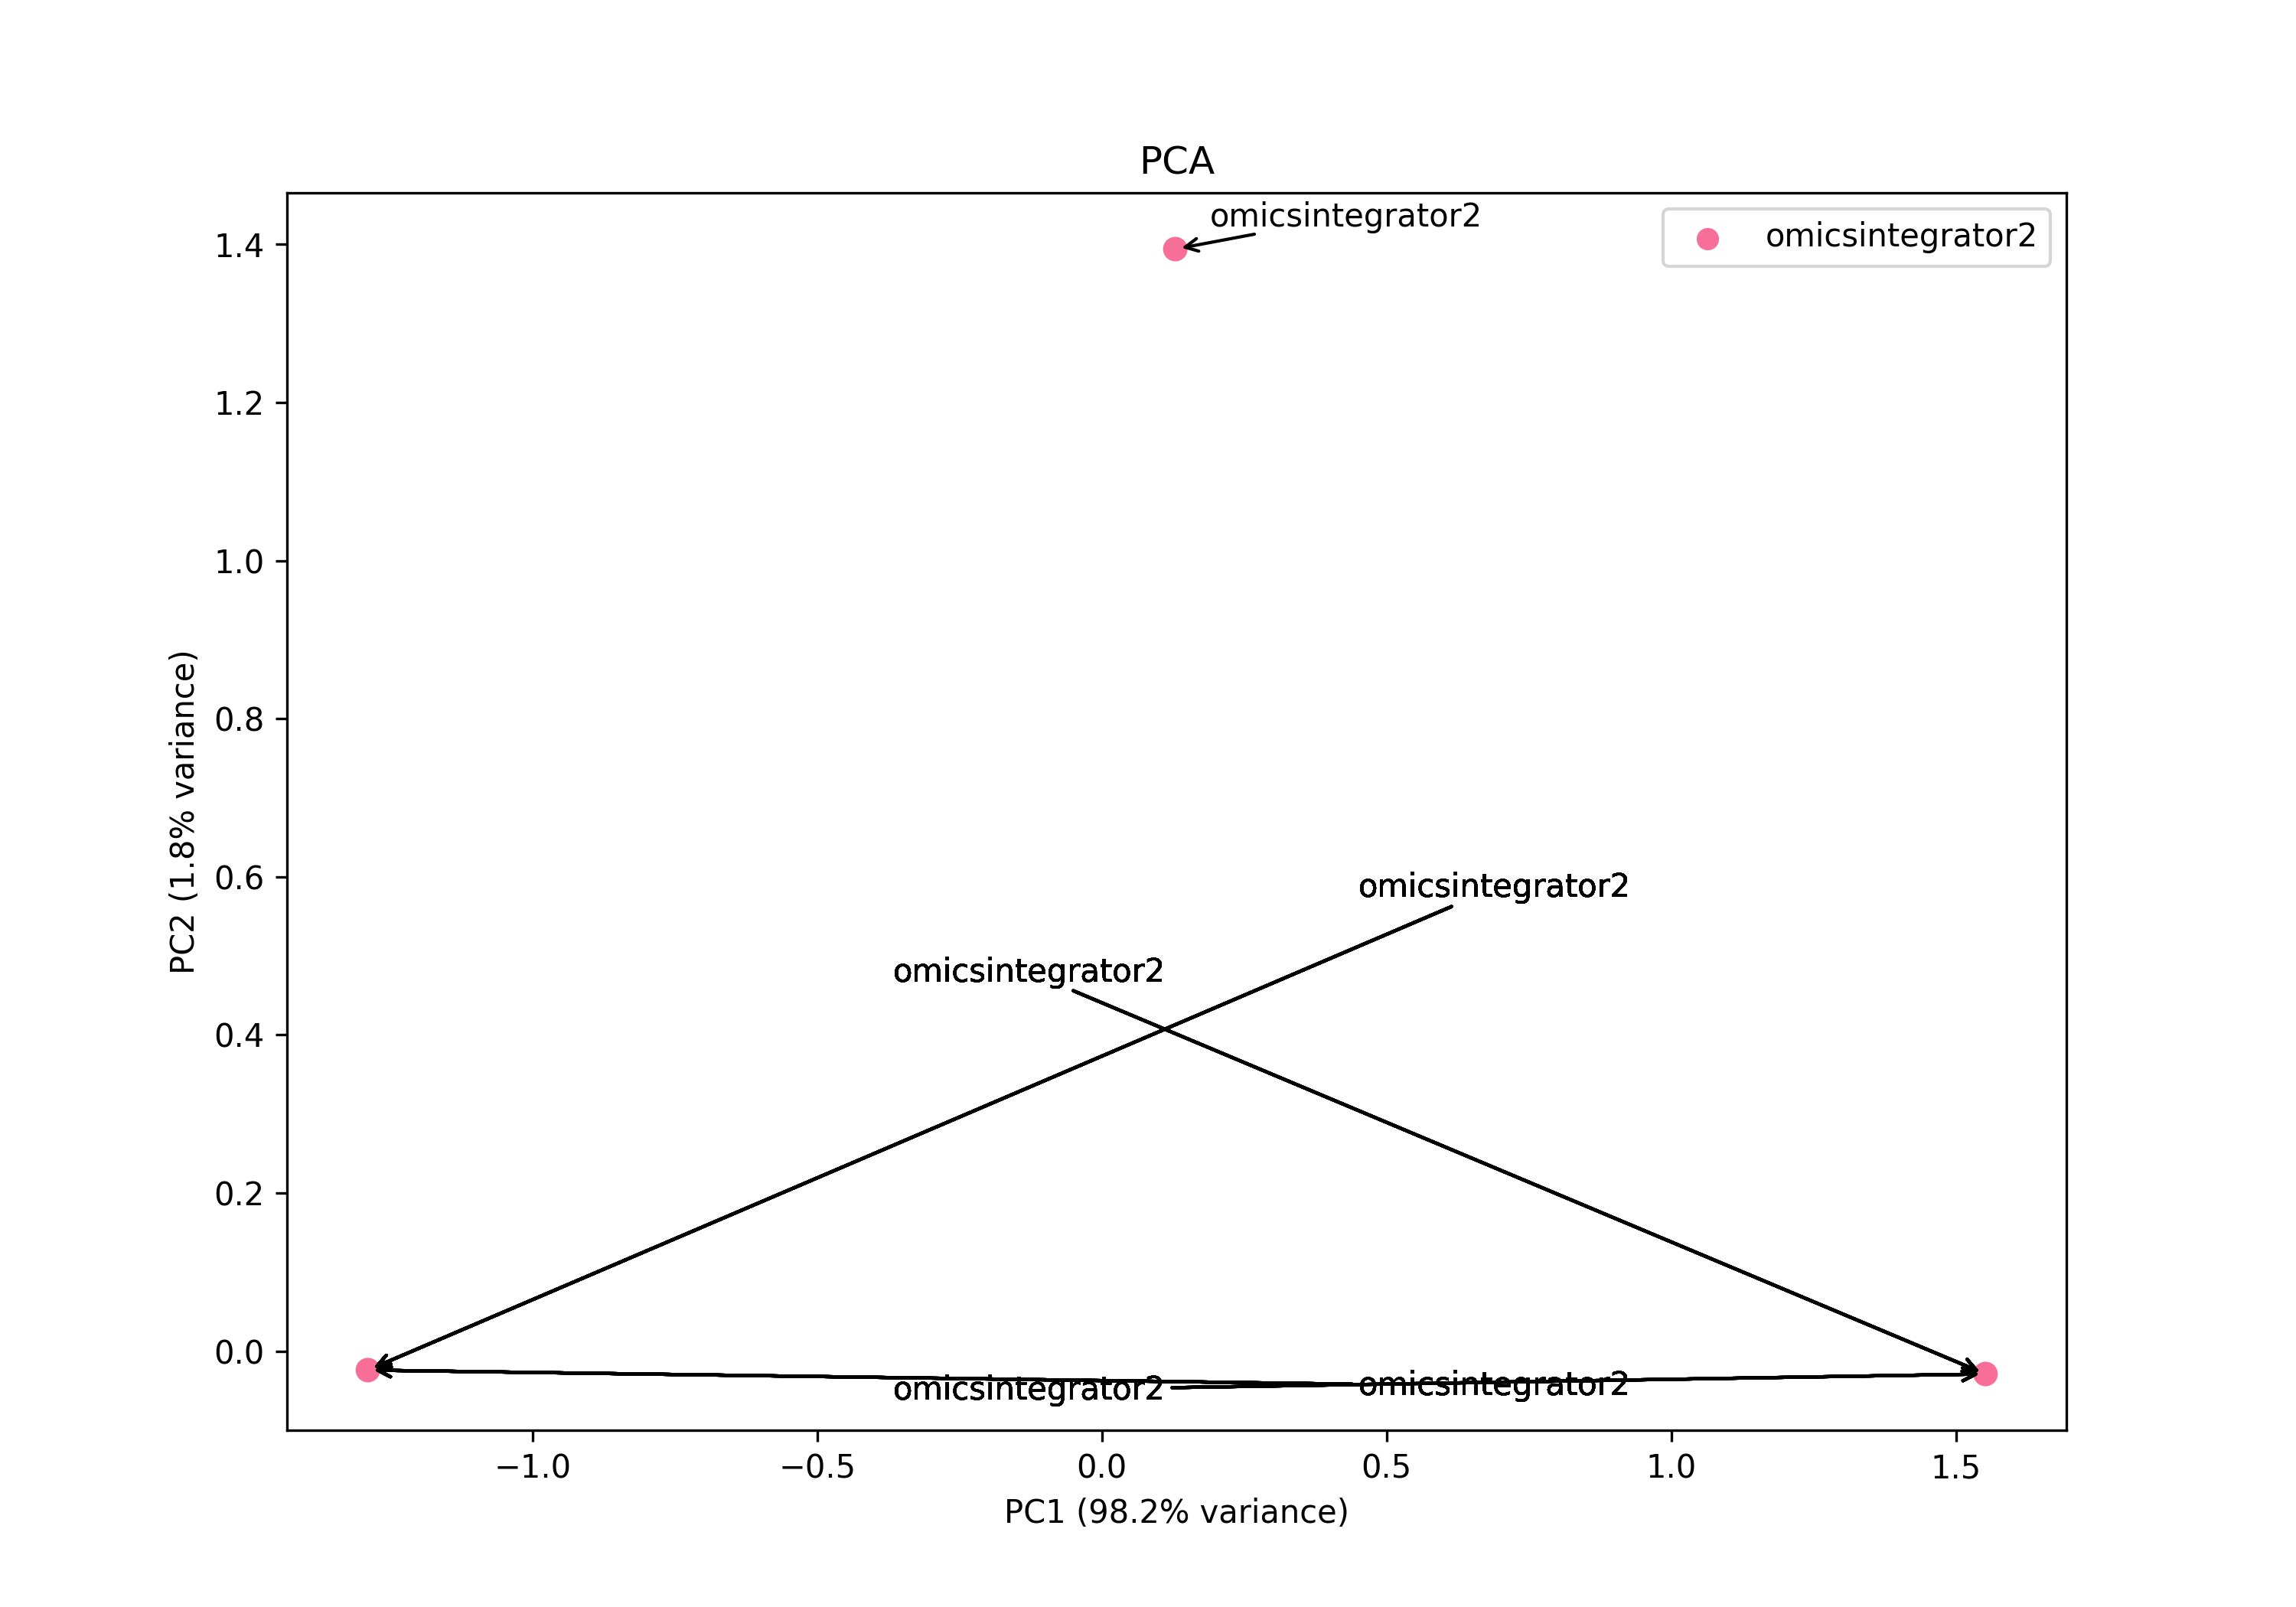 PCA
omicsintegrator2
omicsintegrator2
1.4
1.2
1.0
0.8
0.6
0.4
0.2
0.0
PC2 (1.8% variance)
omicsintegrator2
omicsintegrator2
omicsintegrator2
omicsintegrator2
−1.0
−0.5
0.0
0.5
1.0
1.5
PC1 (98.2% variance)